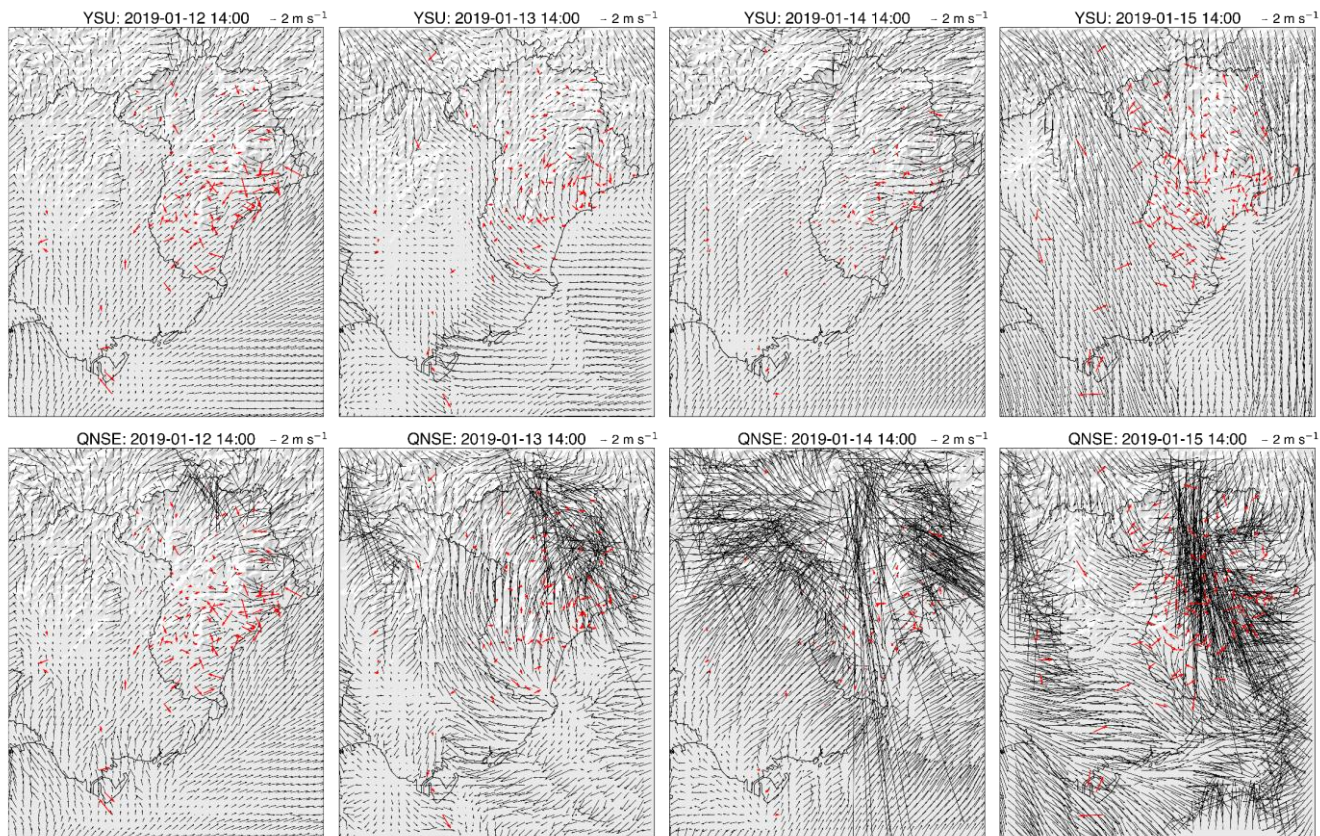 YSU: 2019-01-12 14:00 – 2 m s⁻¹
YSU: 2019-01-13 14:00 – 2 m s⁻¹
YSU: 2019-01-14 14:00 – 2 m s⁻¹
YSU: 2019-01-15 14:00 – 2 m s⁻¹
QNSE: 2019-01-12 14:00 – 2 m s⁻¹
QNSE: 2019-01-13 14:00 – 2 m s⁻¹
QNSE: 2019-01-14 14:00 – 2 m s⁻¹
QNSE: 2019-01-15 14:00 – 2 m s⁻¹